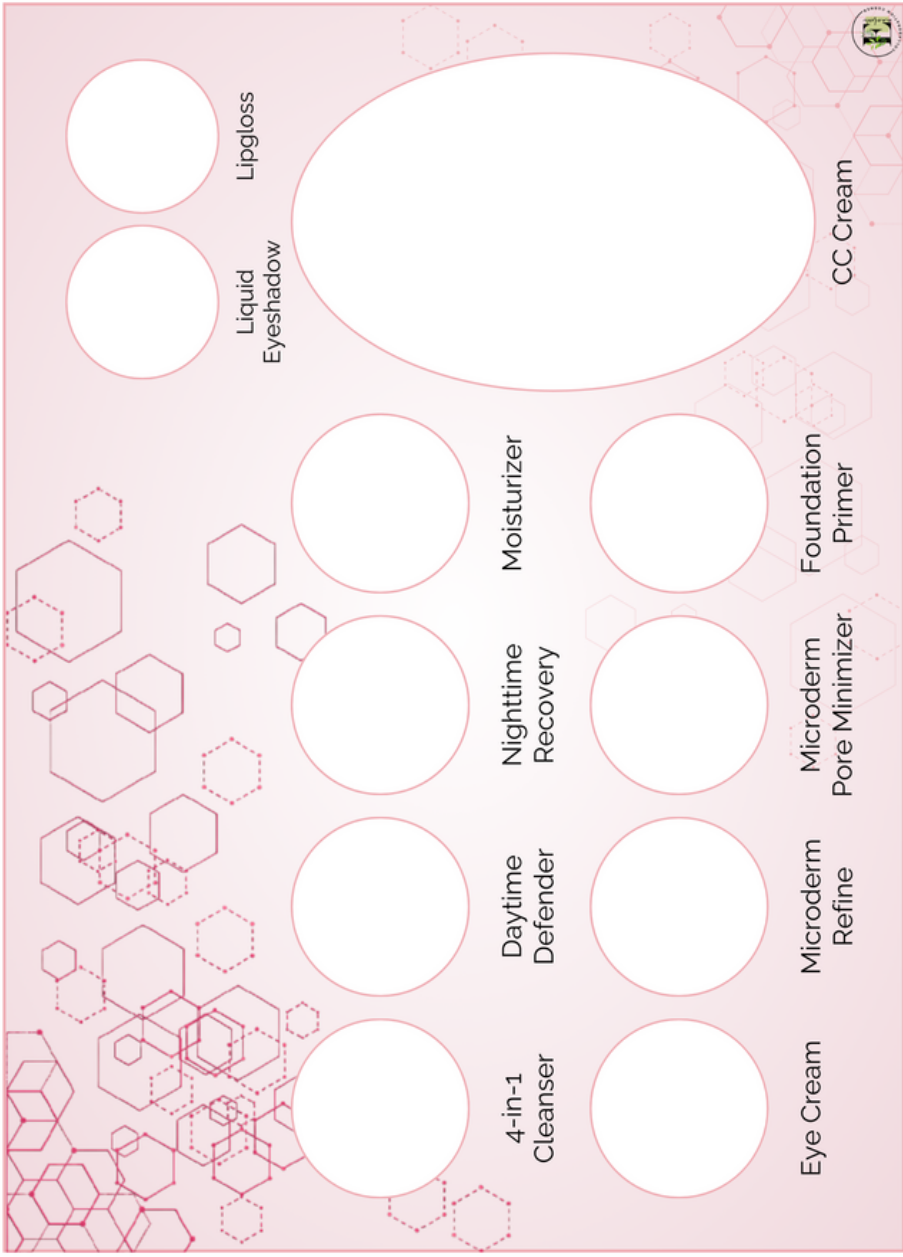 Liquid
Eyeshadow
Lipgloss
4-in-1
Cleanser
Daytime
Defender
Nighttime
Recovery
Moisturizer
Eye Cream
Microderm
Refine
Microderm
Pore Minimizer
Foundation
Primer
CC Cream